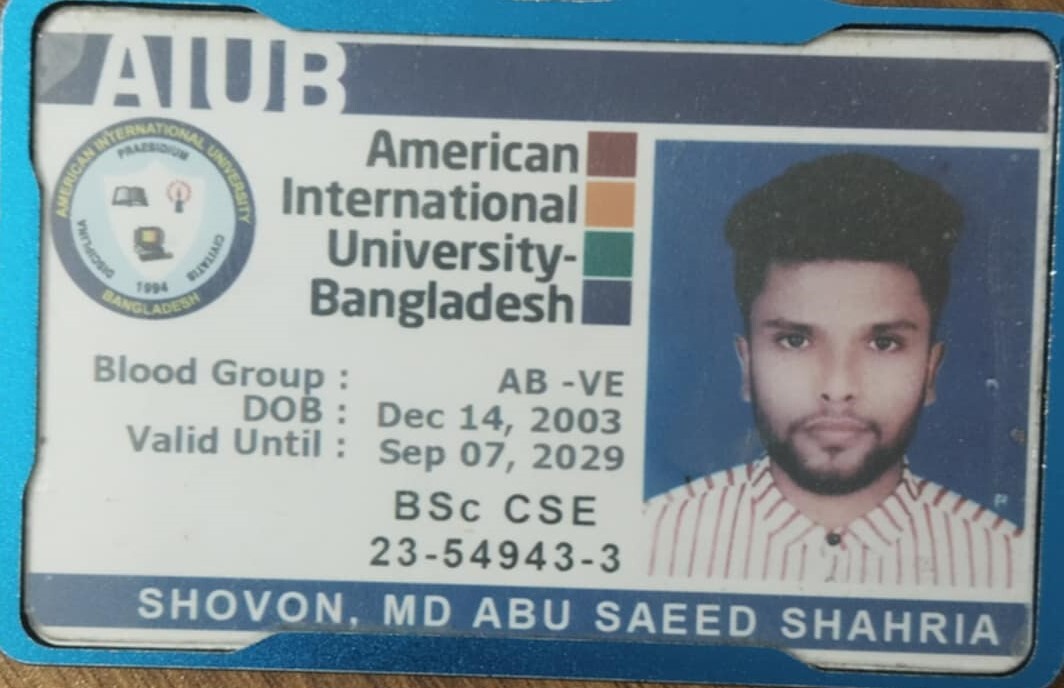 AIUB
AMERICAN INTERNATIONAL UNIVERSITY
PRAESIDIUM
DISCIPLINA
CIVITATIS
1994
BANGLADESH
American
International
University-
Bangladesh
Blood Group : AB -VE
DOB : Dec 14, 2003
Valid Until : Sep 07, 2029
BSc CSE
23-54943-3
SHOVON, MD ABU SAEED SHAHRIA